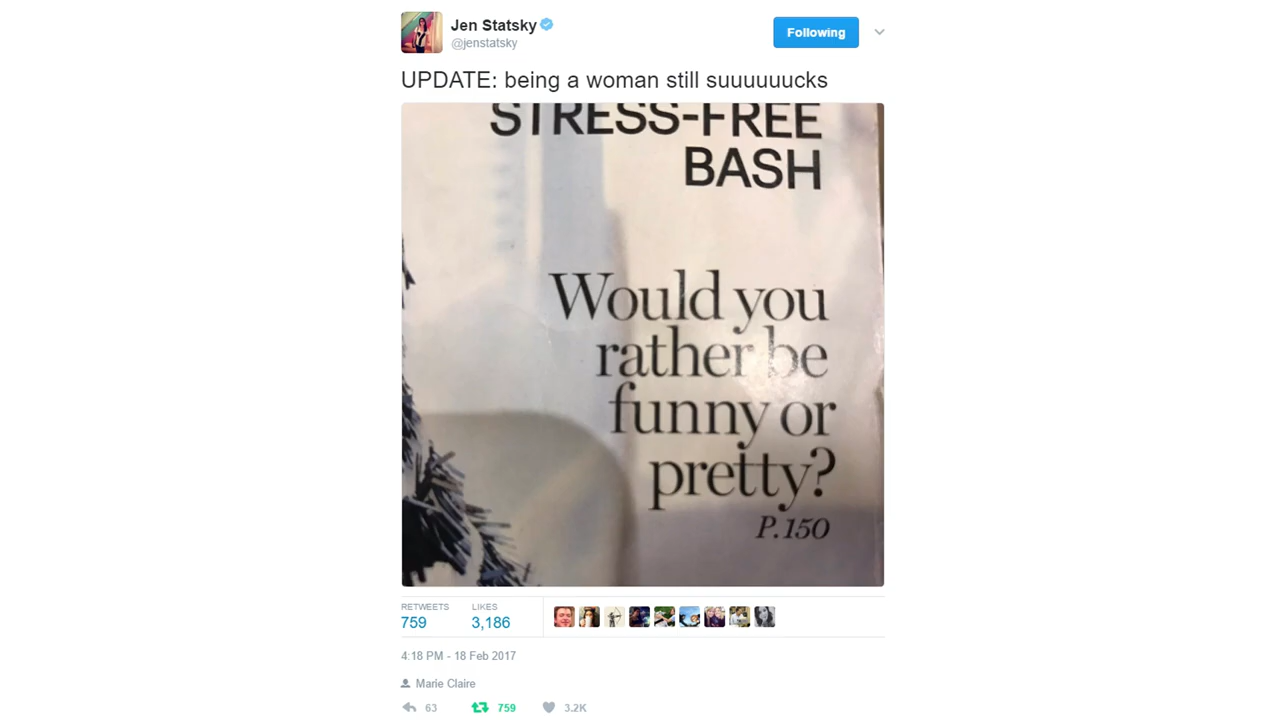 Jen Statsky
@jenstatsky
Following
UPDATE: being a woman still suuuuuucks
STRESS-FREE
BASH
Would you
rather be
funny or
pretty?
P.150
RETWEETS
759
LIKES
3,186
4:18 PM - 18 Feb 2017
Marie Claire
63
759
3.2K